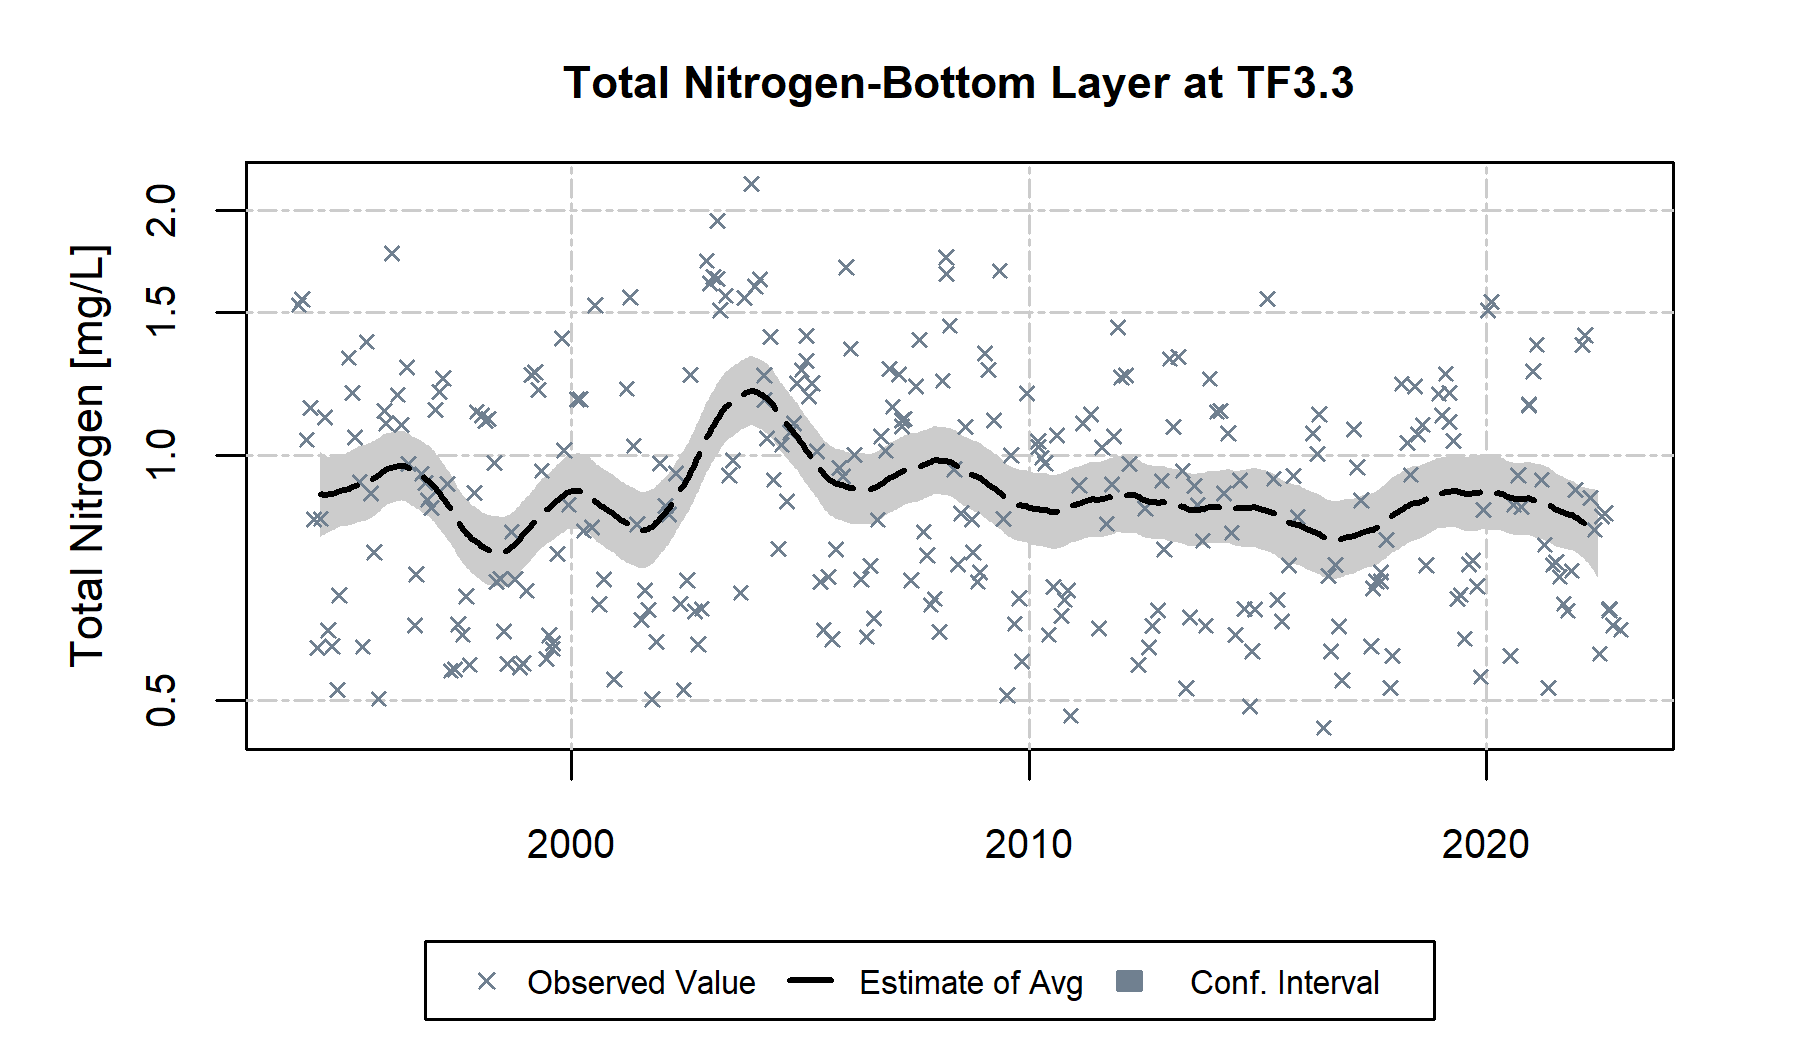 Total Nitrogen-Bottom Layer at TF3.3
Total Nitrogen [mg/L]
2.0
1.5
1.0
0.5
2000
2010
2020
Observed Value
Estimate of Avg
Conf. Interval